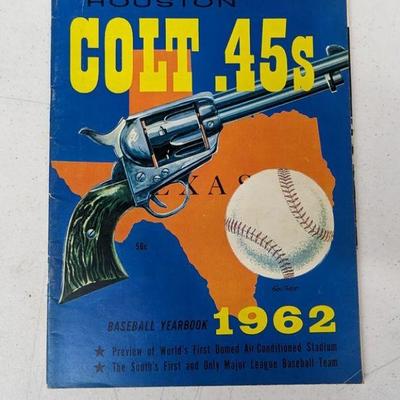 HOUSTON
COLT .45s
TEXAS
50c
BASEBALL YEARBOOK 1962
★ Preview of World's First Domed Air Conditioned Stadium
★ The South's First and Only Major League Baseball Team